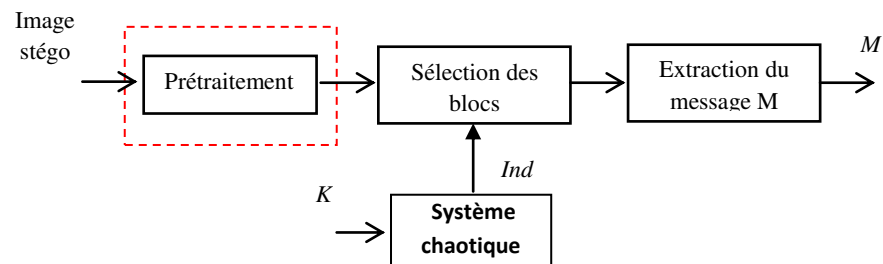 Image
stégo
Prétraitement
Sélection des
blocs
Extraction du
message M
M
Ind
K
Système
chaotique